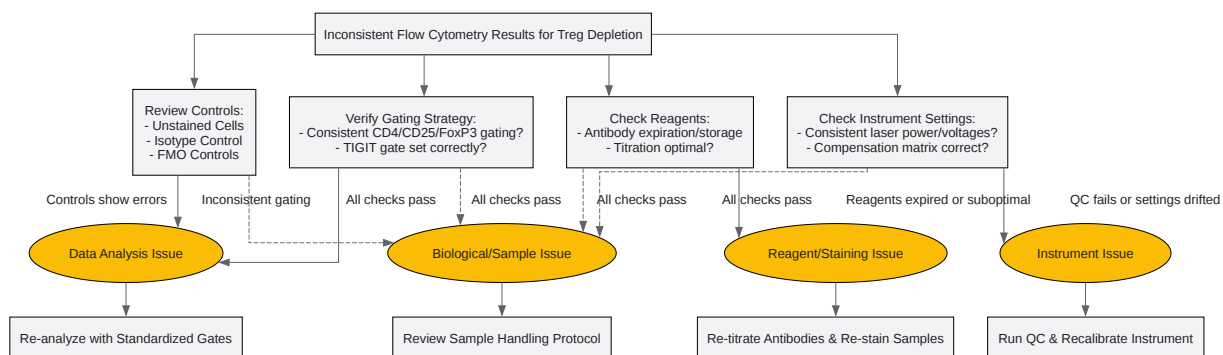 Inconsistent Flow Cytometry Results for Treg Depletion
Review Controls:
- Unstained Cells
- Isotype Control
- FMO Controls
Verify Gating Strategy:
- Consistent CD4/CD25/FoxP3 gating?
- TIGIT gate set correctly?
Check Reagents:
- Antibody expiration/storage
- Titration optimal?
Check Instrument Settings:
- Consistent laser power/voltages?
- Compensation matrix correct?
Controls show errors
Inconsistent gating
All checks pass
All checks pass
All checks pass
All checks pass
Reagents expired or suboptimal
QC fails or settings drifted
Data Analysis Issue
Biological/Sample Issue
Reagent/Staining Issue
Instrument Issue
Re-analyze with Standardized Gates
Review Sample Handling Protocol
Re-titrate Antibodies & Re-stain Samples
Run QC & Recalibrate Instrument